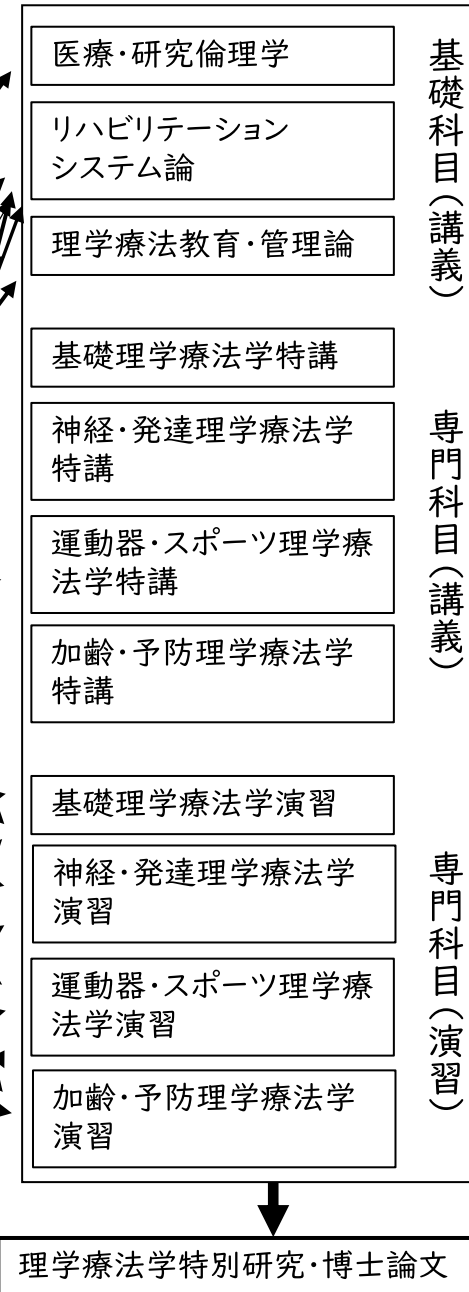 医療・研究倫理学
リハビリテーション
システム論
理学療法教育・管理論
基礎科目(講義)
基礎理学療法学特講
神経・発達理学療法学
特講
運動器・スポーツ理学療
法学特講
加齢・予防理学療法学
特講
専門科目(講義)
基礎理学療法学演習
神経・発達理学療法学
演習
運動器・スポーツ理学療
法学演習
加齢・予防理学療法学
演習
専門科目(演習)
理学療法学特別研究・博士論文